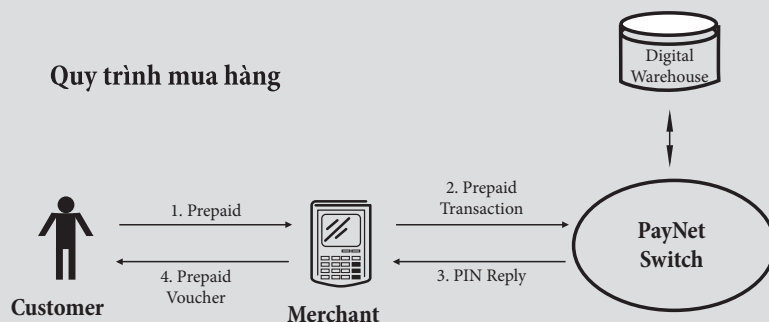 Quy trình mua hàng
Digital
Warehouse
1. Prepaid
2. Prepaid
Transaction
PayNet
Switch
4. Prepaid
Voucher
3. PIN Reply
Customer
Merchant